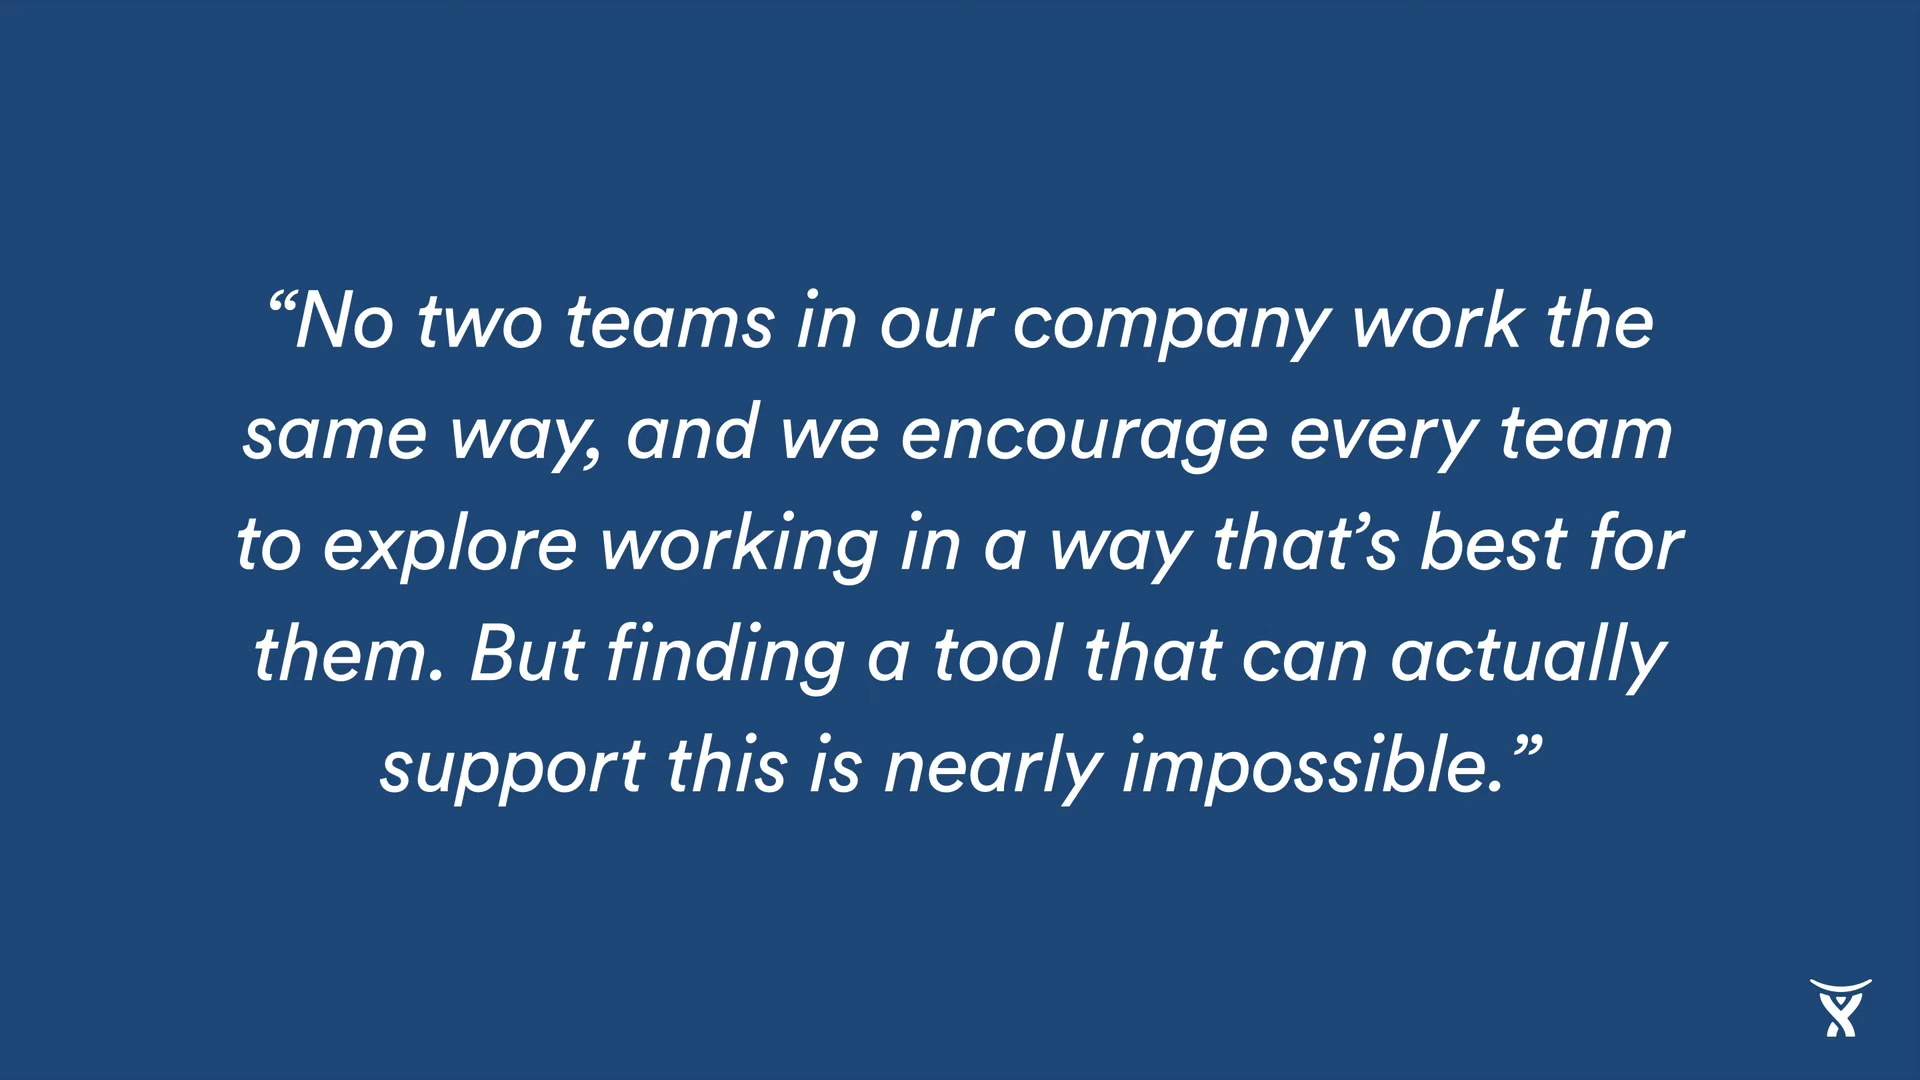 “No two teams in our company work the
same way, and we encourage every team
to explore working in a way that’s best for
them. But finding a tool that can actually
support this is nearly impossible.”